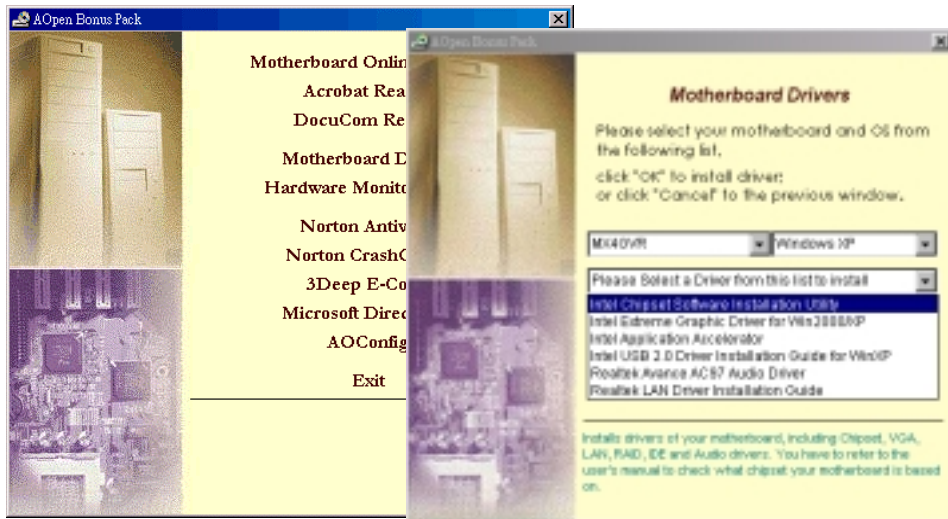 AOpen Bonus Pack
Motherboard Onlin
Acrobat Rea
DocuCom Re
Motherboard D
Hardware Monito
Norton Antiv
Norton CrashG
3Deep E-Co
Microsoft Direc
AOConfig
Exit
AOpen Bonus Pack
Motherboard Drivers
Please select your motherboard and OS from
the following list,
click "OK" to install driver;
or click "Cancel" to the previous window.
MX4GVR Windows XP
Please Select a Driver from this list to install
Intel Chipset Software Installation Utility
Intel Extreme Graphic Driver for Win2000/XP
Intel Application Accelerator
Intel USB 2.0 Driver Installation Guide for WinXP
Realtek Avance AC97 Audio Driver
Realtek LAN Driver Installation Guide
Installs drivers of your motherboard, including Chipset, VGA,
LAN, RAID, IDE and Audio drivers. You have to refer to the
user's manual to check what chipset your motherboard is based
on.